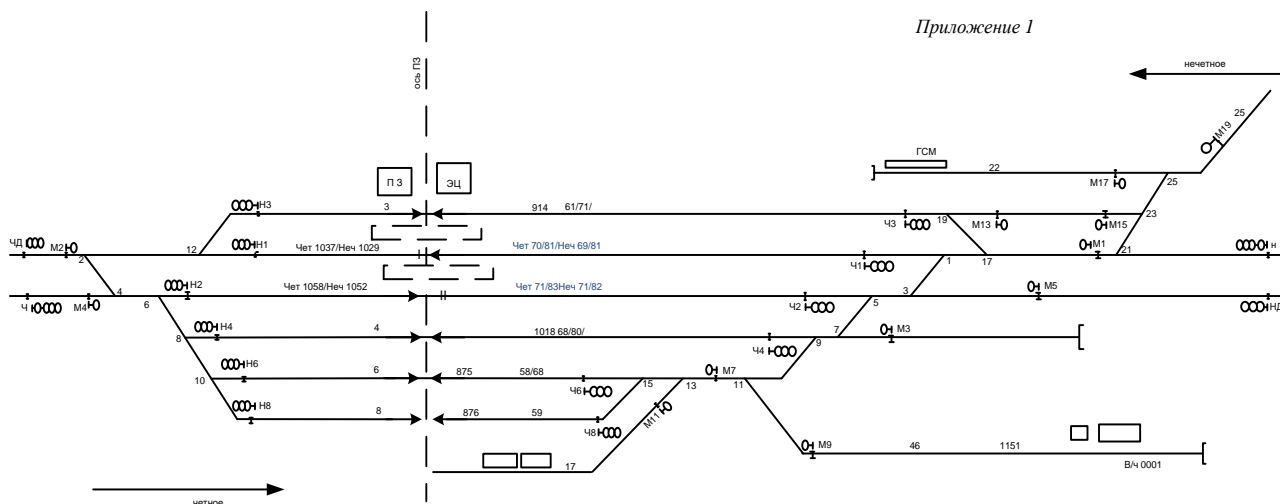 Приложение 1
нечетное
ось ПЗ
25
М19
ГСМ
22
М17
25
П З
ЭЦ
Н3
3
914
61/71/
Ч3
19
М13
М15
23
ЧД
М2
2
12
Н1
Чет 1037/Неч 1029
I
Чет 70/81/Неч 69/81
Ч1
1
17
М1
21
н
Ч
М4
4
6
Н2
Чет 1058/Неч 1052
II
Чет 71/83Неч 71/82
Ч2
5
3
М5
НД
8
Н4
4
1018 68/80/
Ч4
9
7
М3
10
Н6
6
875
58/68
Ч6
15
13
М7
11
Н8
8
876
59
Ч8
М11
17
М9
46
1151
В/ч 0001
четное